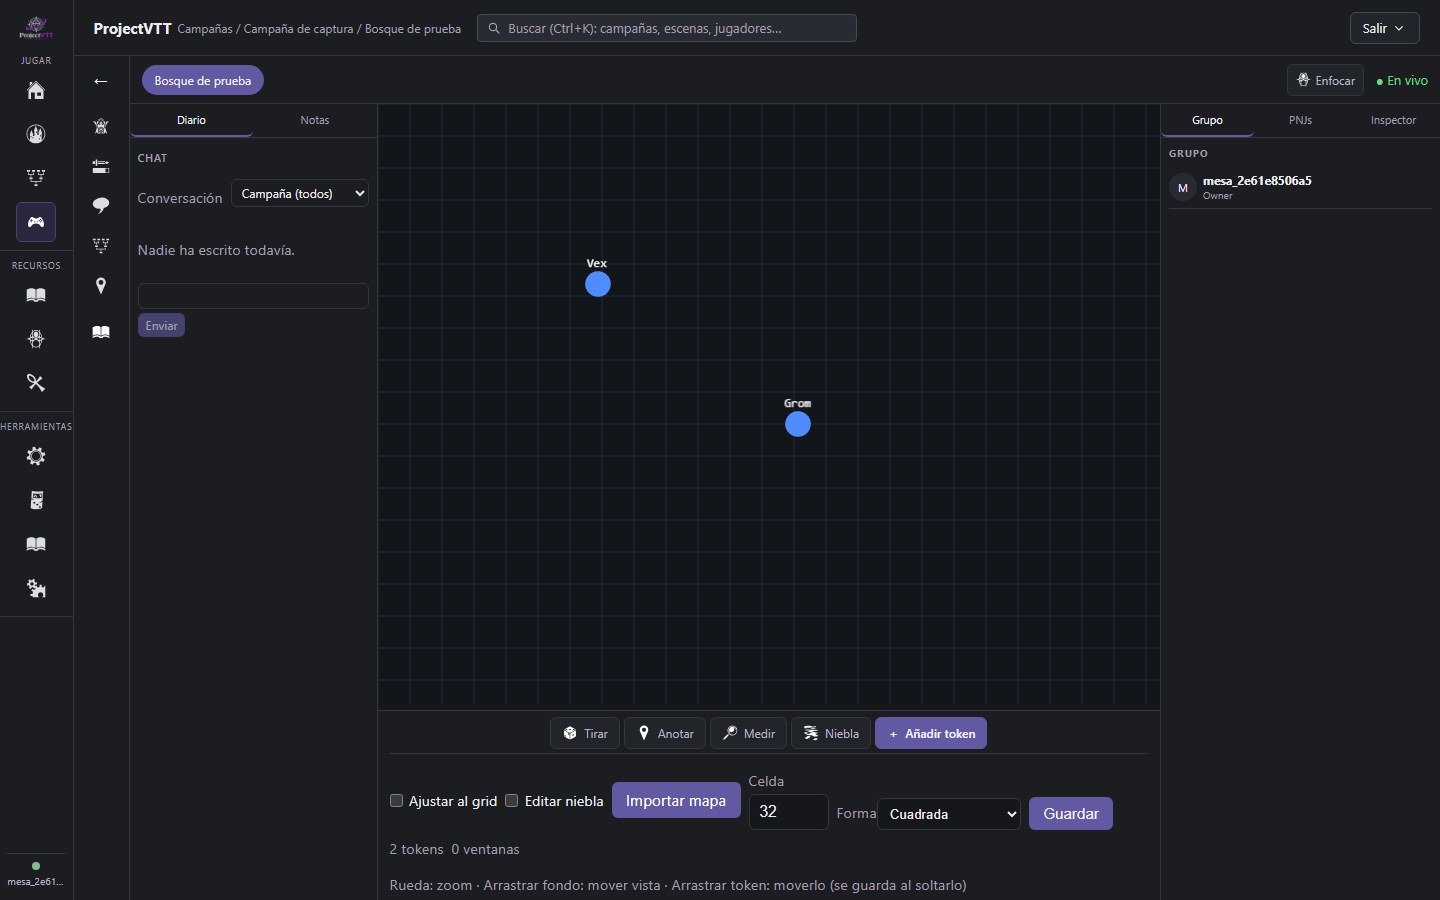 ProjectVTT
JUGAR
RECURSOS
HERRAMIENTAS
mesa_2e61...
ProjectVTT Campañas / Campaña de captura / Bosque de prueba
Buscar (Ctrl+K): campañas, escenas, jugadores...
Salir
←
Bosque de prueba
Enfocar
En vivo
Diario Notas
CHAT
Conversación Campaña (todos)
Nadie ha escrito todavía.
Enviar
Vex
Grom
Tirar Anotar Medir Niebla + Añadir token
Celda
Ajustar al grid Editar niebla Importar mapa 32 Forma Cuadrada Guardar
2 tokens 0 ventanas
Rueda: zoom · Arrastrar fondo: mover vista · Arrastrar token: moverlo (se guarda al soltarlo)
Grupo PNJs Inspector
GRUPO
M mesa_2e61e8506a5
Owner